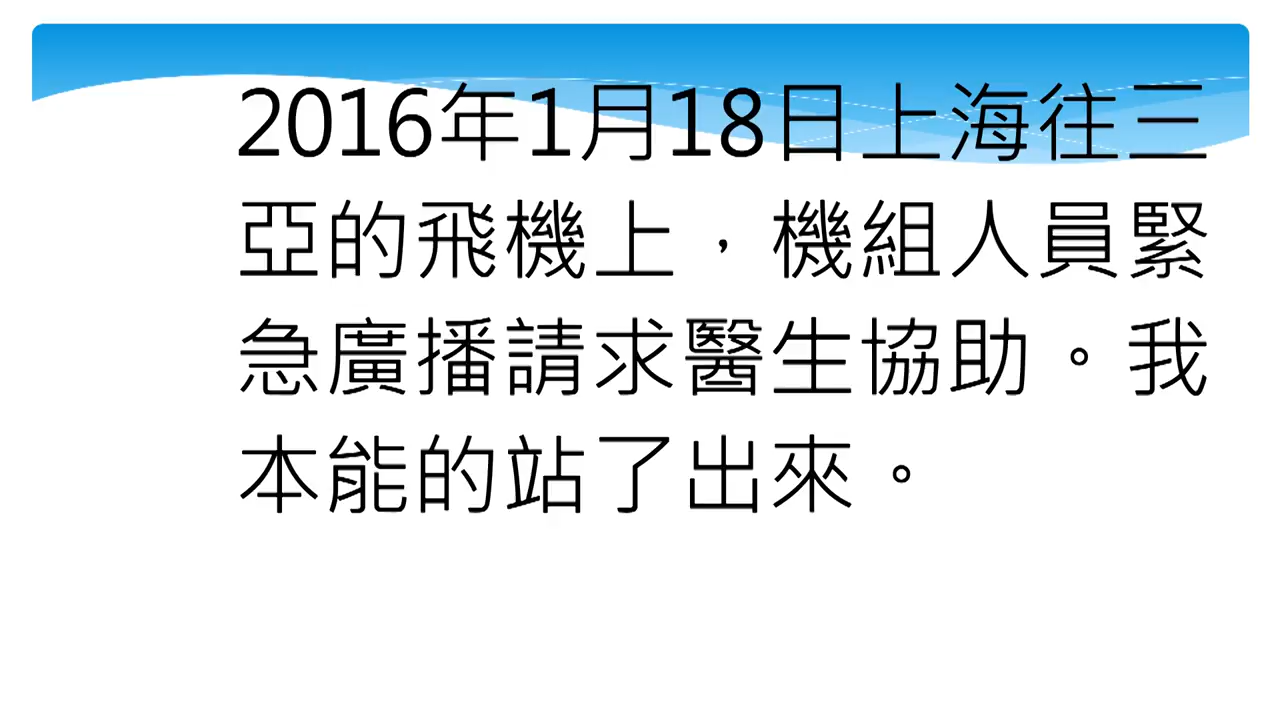 2016年1月18日上海往三
亞的飛機上，機組人員緊
急廣播請求醫生協助。我
本能的站了出來。